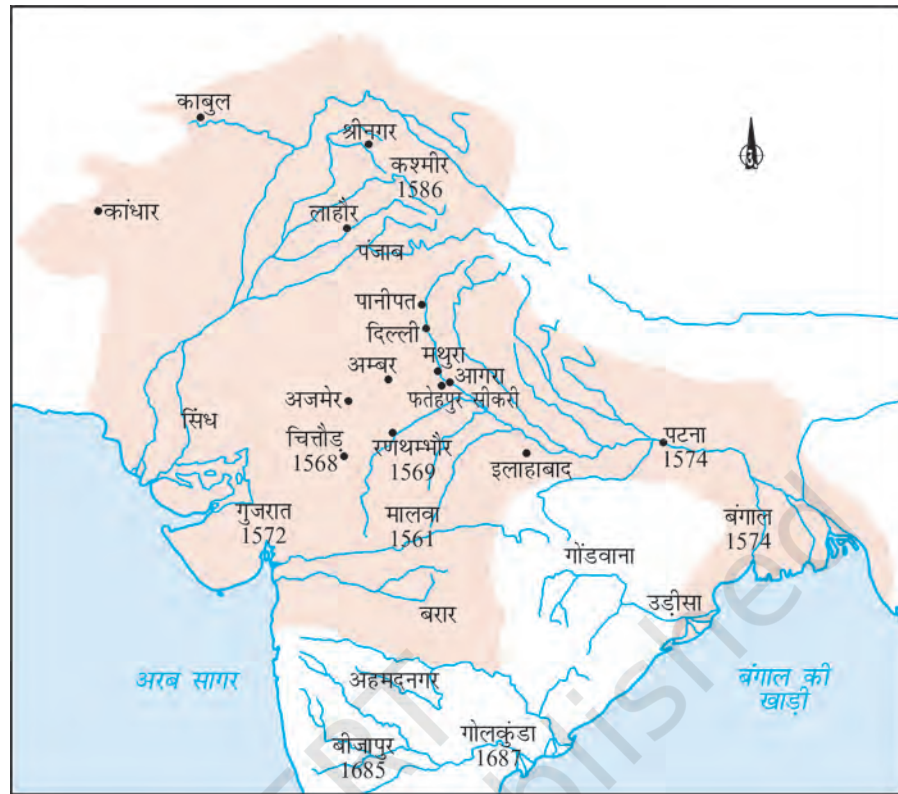 काबुल
श्रीनगर
कश्मीर
1586
कांधार
लाहौर
पंजाब
पानीपत
दिल्ली
मथुरा
अम्बर
आगरा
फतेहपुर सीकरी
अजमेर
सिंध
चित्तौड़
1568
रणथम्भौर
1569
इलाहाबाद
पटना
1574
गुजरात
1572
मालवा
1561
बंगाल
1574
गोंडवाना
बरार
उड़ीसा
अरब सागर
अहमदनगर
बंगाल की
खाड़ी
बीजापुर
1685
गोलकुंडा
1687